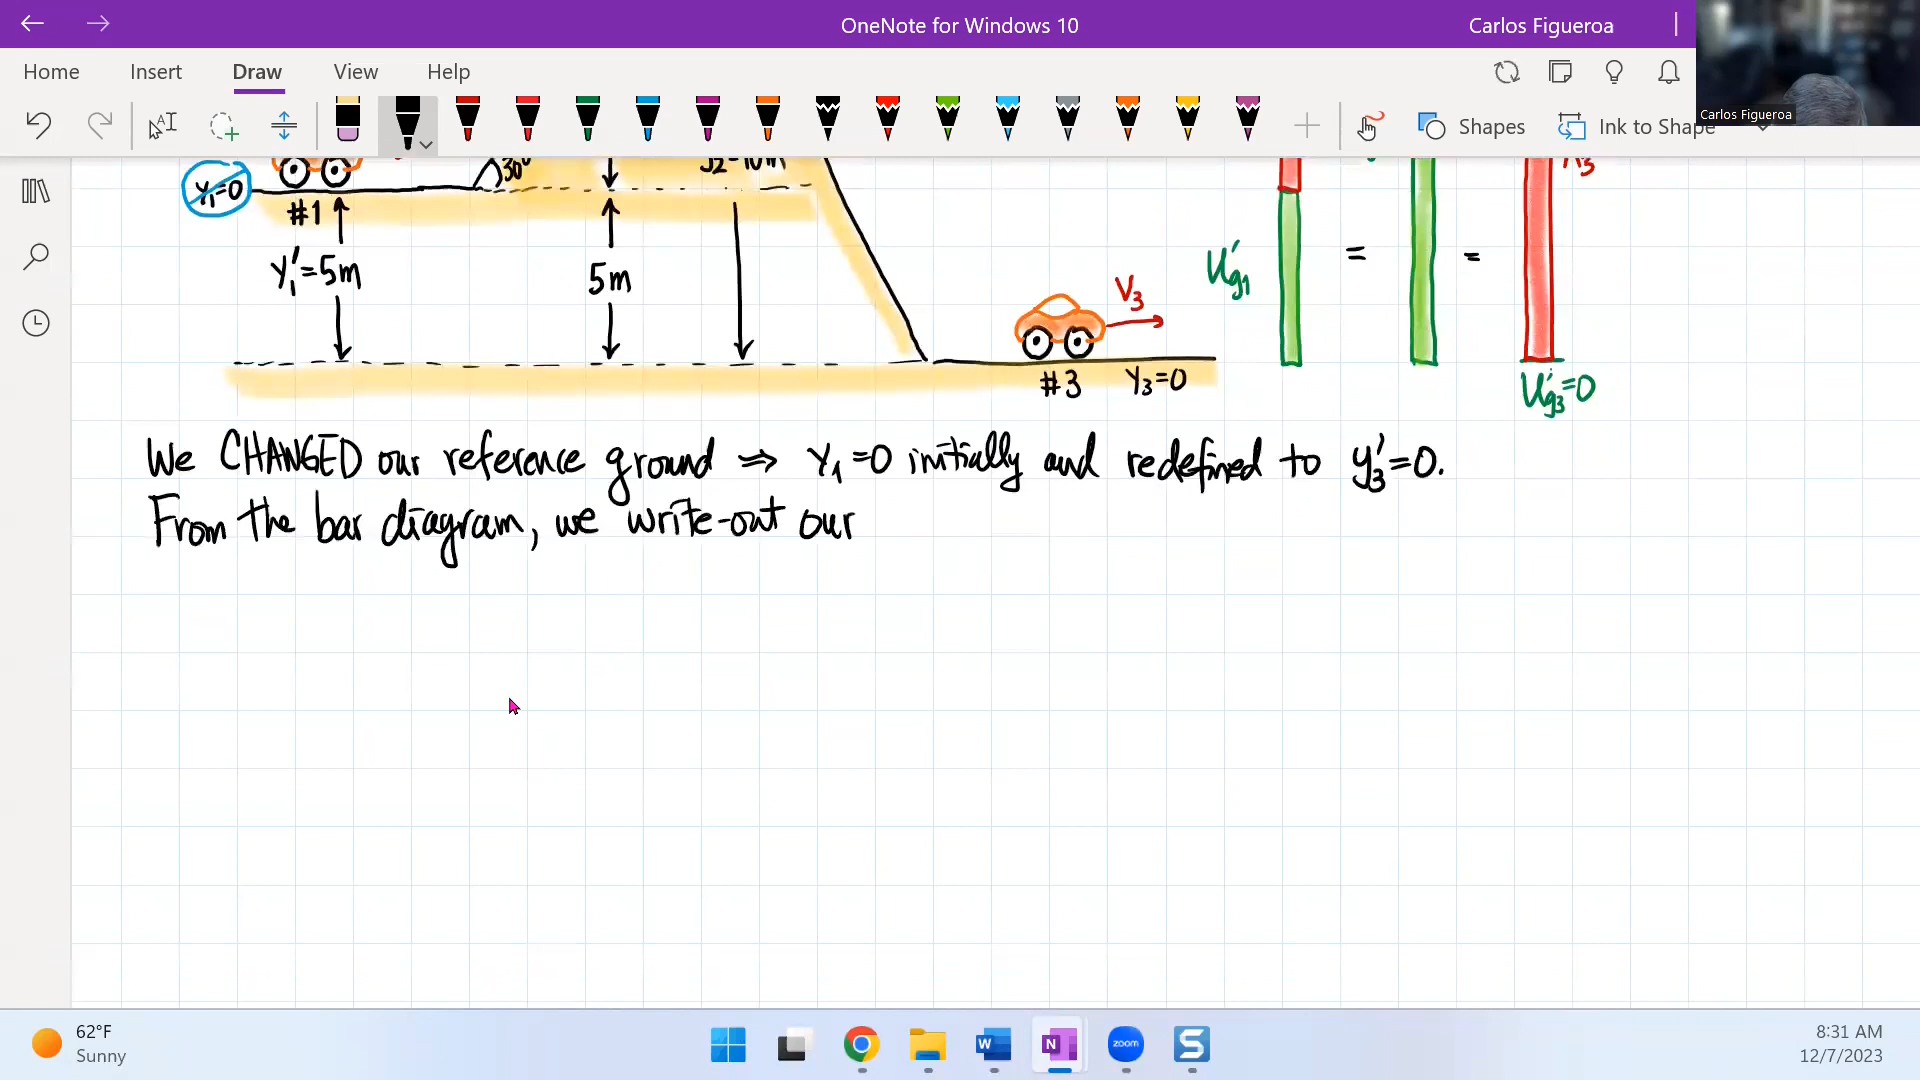 OneNote for Windows 10
Carlos Figueroa
Home Insert Draw View Help
Carlos Figueroa
Shapes Ink to Shape
Y₁=0
30°
#1
Y₁'=5m
5m
V₃
#3 Y₃=0
U'g₁
= =
U'g₃=0
We CHANGED our reference ground ⇒ Y₁=0 initially and redefined to y₃'=0.
From the bar diagram, we write-out our
62°F
Sunny
8:31 AM
12/7/2023